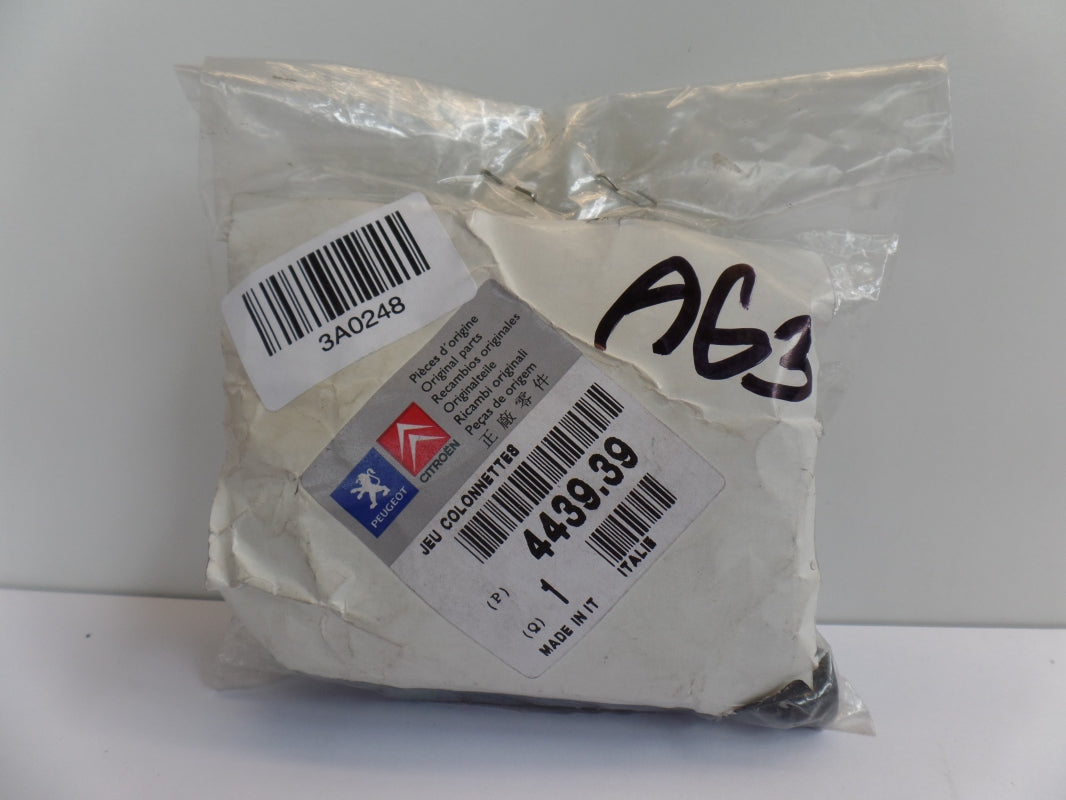 3A0248
AG3
Pièces d'origine
Original parts
Recambios originales
Originalteile
Ricambi originali
Peças de origem
正廠零件
PEUGEOT
CITROËN
JEU COLONNETTES
4439.39
(P)
(Q) 1
ITALIE
MADE IN IT